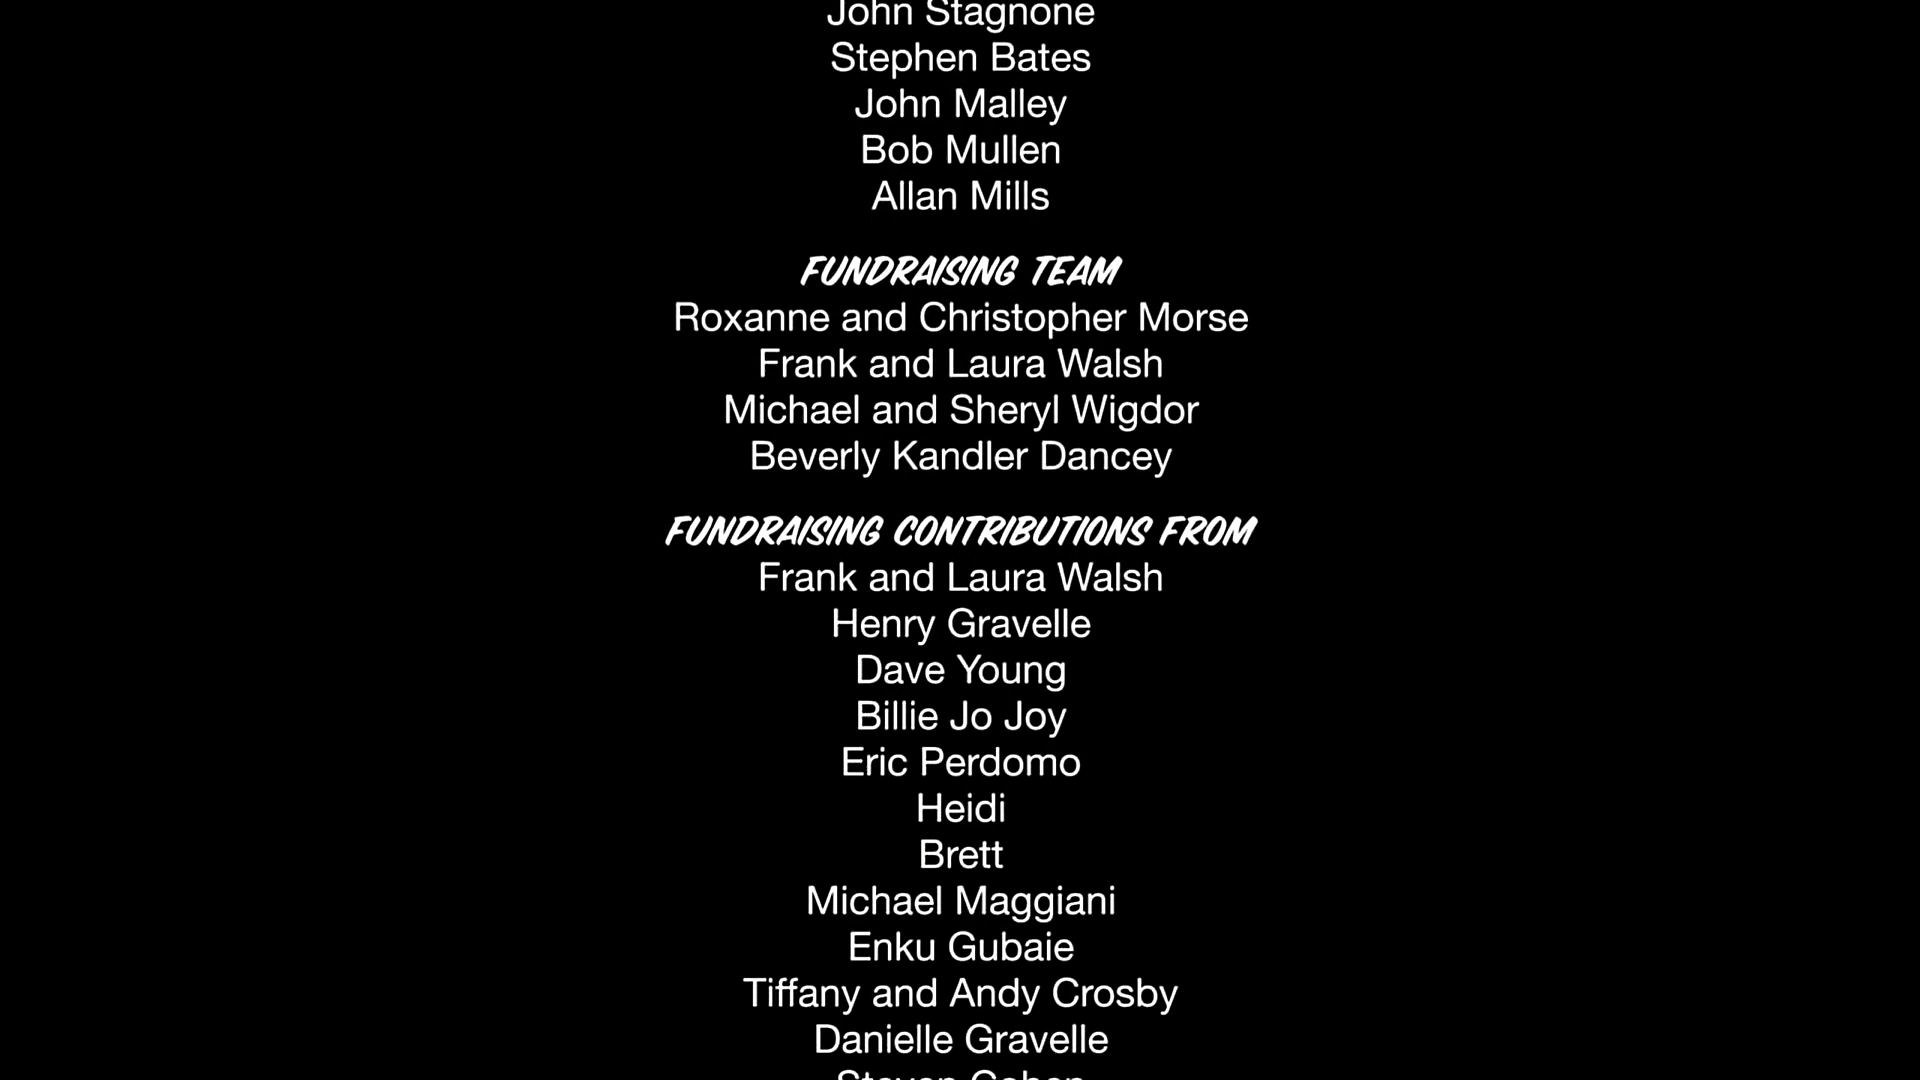 John Stagnone
Stephen Bates
John Malley
Bob Mullen
Allan Mills
FUNDRAISING TEAM
Roxanne and Christopher Morse
Frank and Laura Walsh
Michael and Sheryl Wigdor
Beverly Kandler Dancey
FUNDRAISING CONTRIBUTIONS FROM
Frank and Laura Walsh
Henry Gravelle
Dave Young
Billie Jo Joy
Eric Perdomo
Heidi
Brett
Michael Maggiani
Enku Gubaie
Tiffany and Andy Crosby
Danielle Gravelle
Steven Cohen